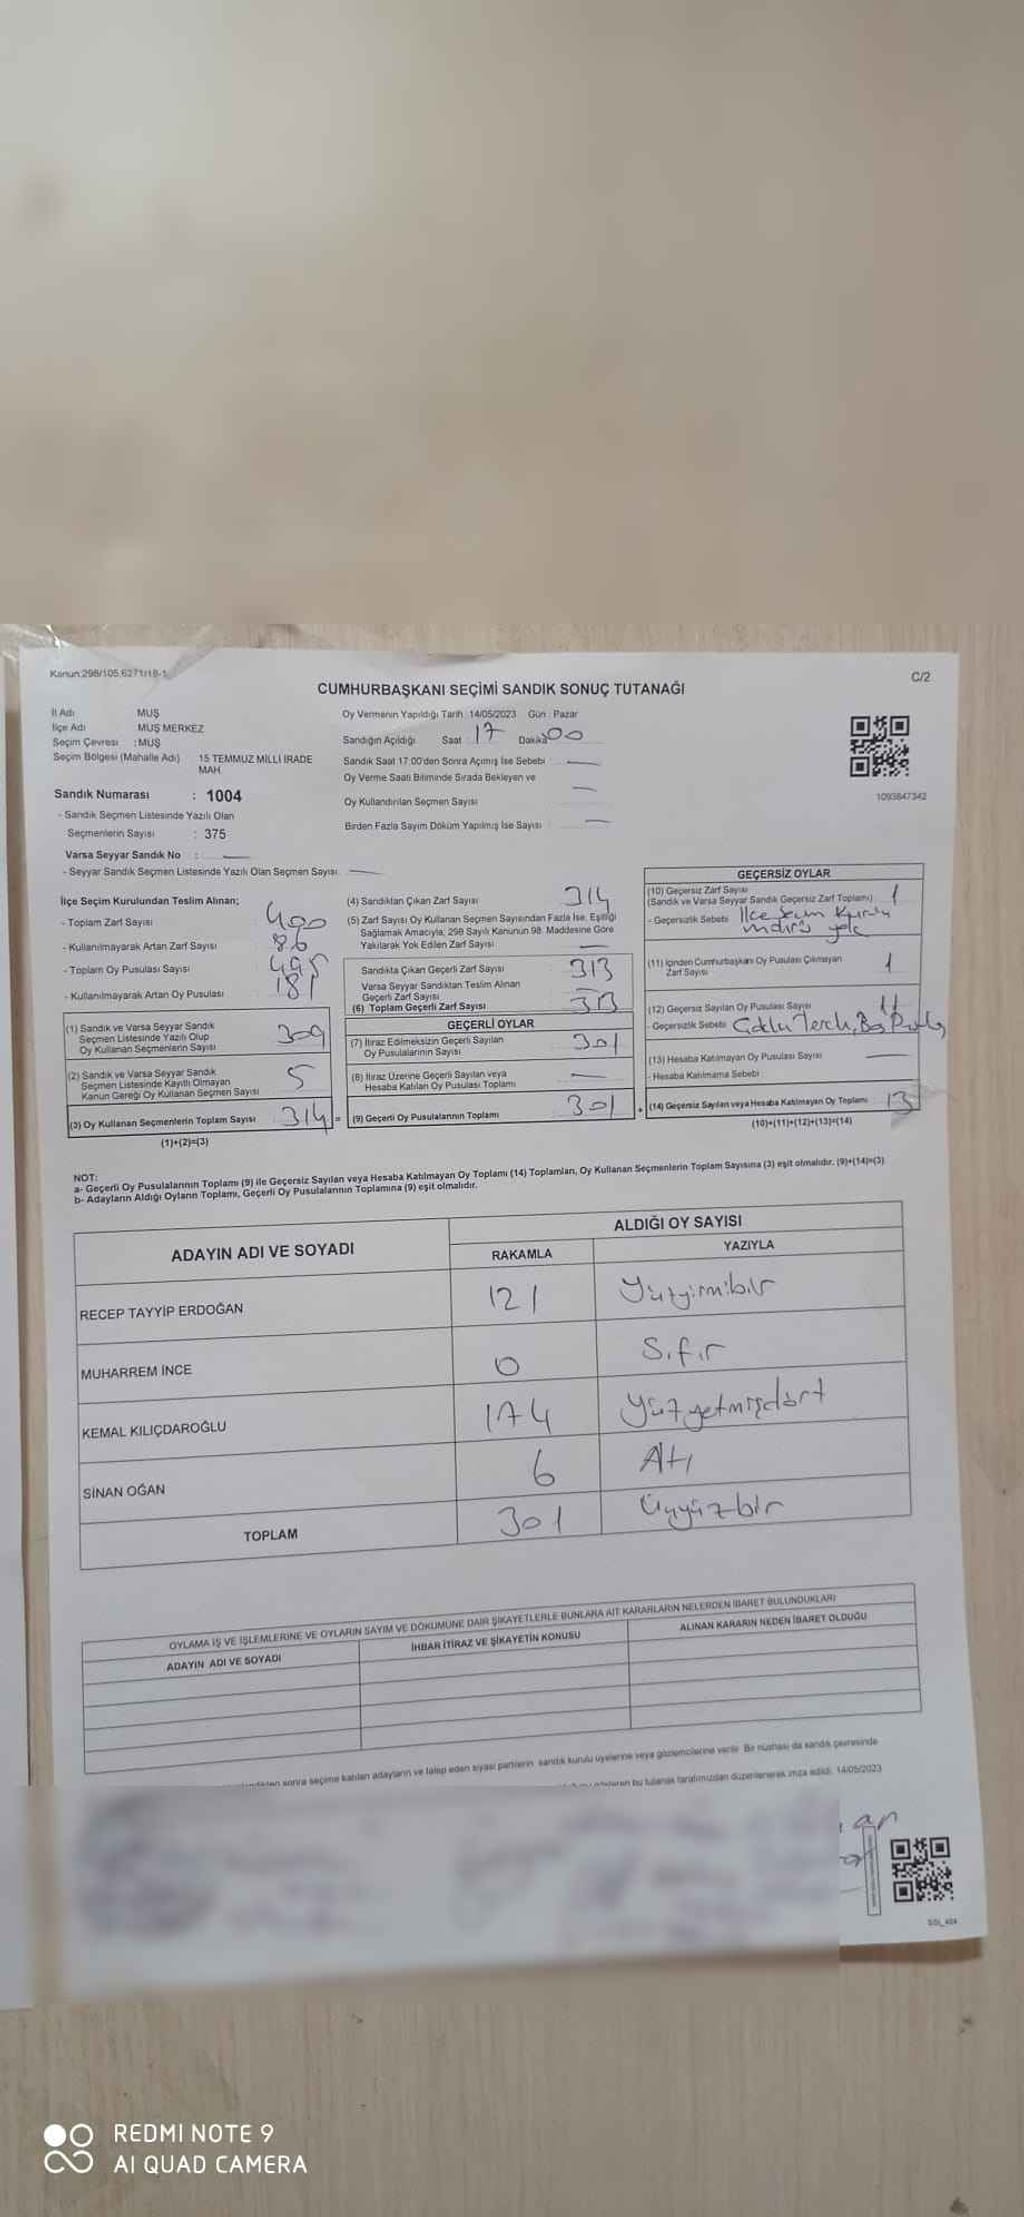 Kanun:298/105.6271/18-1
C/2
CUMHURBAŞKANI SEÇİMİ SANDIK SONUÇ TUTANAĞI
İl Adı MUŞ
İlçe Adı MUŞ MERKEZ
Seçim Çevresi :MUŞ
Seçim Bölgesi (Mahalle Adı) 15 TEMMUZ MİLLİ İRADE MAH
Sandık Numarası : 1004
- Sandık Seçmen Listesinde Yazılı Olan
Seçmenlerin Sayısı : 375
Varsa Seyyar Sandık No :
- Seyyar Sandık Seçmen Listesinde Yazılı Olan Seçmen Sayısı
Oy Vermenin Yapıldığı Tarih :14/05/2023 Gün : Pazar
Sandığın Açıldığı Saat 17 Dakika 00
Sandık Saat 17:00'den Sonra Açılmış İse Sebebi
Oy Verme Saati Bitiminde Sırada Bekleyen ve
Oy Kullandırılan Seçmen Sayısı
Birden Fazla Sayım Döküm Yapılmış İse Sayısı
1093847342
İlçe Seçim Kurulundan Teslim Alınan;
- Toplam Zarf Sayısı 400
- Kullanılmayarak Artan Zarf Sayısı 86
- Toplam Oy Pusulası Sayısı 495
- Kullanılmayarak Artan Oy Pusulası 181
(1) Sandık ve Varsa Seyyar Sandık
Seçmen Listesinde Yazılı Olup
Oy Kullanan Seçmenlerin Sayısı 309
(2) Sandık ve Varsa Seyyar Sandık
Seçmen Listesinde Kayıtlı Olmayan
Kanun Gereği Oy Kullanan Seçmen Sayısı 5
(3) Oy Kullanan Seçmenlerin Toplam Sayısı 314 =
(1)+(2)=(3)
(4) Sandıktan Çıkan Zarf Sayısı 314
(5) Zarf Sayısı Oy Kullanan Seçmen Sayısından Fazla İse, Eşitliği
Sağlamak Amacıyla, 298 Sayılı Kanunun 98. Maddesine Göre
Yakılarak Yok Edilen Zarf Sayısı
Sandıkta Çıkan Geçerli Zarf Sayısı 313
Varsa Seyyar Sandıktan Teslim Alınan
Geçerli Zarf Sayısı
(6) Toplam Geçerli Zarf Sayısı 313
GEÇERLİ OYLAR
(7) İtiraz Edilmeksizin Geçerli Sayılan
Oy Pusulalarının Sayısı 301
(8) İtiraz Üzerine Geçerli Sayılan veya
Hesaba Katılan Oy Pusulası Toplamı
(9) Geçerli Oy Pusulalarının Toplamı 301
GEÇERSİZ OYLAR
(10) Geçersiz Zarf Sayısı
(Sandık ve Varsa Seyyar Sandık Geçersiz Zarf Toplamı) 1
- Geçersizlik Sebebi İlçe Seçim Kurulu
mührü yok
(11) İçinden Cumhurbaşkanı Oy Pusulası Çıkmayan
Zarf Sayısı 1
(12) Geçersiz Sayılan Oy Pusulası Sayısı 11
- Geçersizlik Sebebi Çoklu Tercih,
(13) Hesaba Katılmayan Oy Pusulası Sayısı
- Hesaba Katılmama Sebebi
+ (14) Geçersiz Sayılan veya Hesaba Katılmayan Oy Toplamı 13
(10)+(11)+(12)+(13)=(14)
NOT:
a- Geçerli Oy Pusulalarının Toplamı (9) ile Geçersiz Sayılan veya Hesaba Katılmayan Oy Toplamı (14) Toplamları, Oy Kullanan Seçmenlerin Toplam Sayısına (3) eşit olmalıdır. (9)+(14)=(3)
b- Adayların Aldığı Oyların Toplamı, Geçerli Oy Pusulalarının Toplamına (9) eşit olmalıdır.
ADAYIN ADI VE SOYADI ALDIĞI OY SAYISI
RAKAMLA YAZIYLA
RECEP TAYYİP ERDOĞAN 121 Yüzyirmibir
MUHARREM İNCE 0 Sıfır
KEMAL KILIÇDAROĞLU 174 Yüzyetmişdört
SİNAN OĞAN 6 Altı
TOPLAM 301 Üçyüzbir
OYLAMA İŞ VE İŞLEMLERİNE VE OYLARIN SAYIM VE DÖKÜMÜNE DAİR ŞİKAYETLERLE BUNLARA AİT KARARLARIN NELERDEN İBARET BULUNDUKLARI
ADAYIN ADI VE SOYADI İHBAR İTİRAZ VE ŞİKAYETİN KONUSU ALINAN KARARIN NEDEN İBARET OLDUĞU
sonra seçime katılan adayların ve talep eden siyasi partilerin sandık kurulu üyelerine veya gözlemcilerine verilir. Bir nüshası da sandık çevresinde
bu tutanak tarafımızdan düzenlenerek imza edildi. 14/05/2023
REDMI NOTE 9
AI QUAD CAMERA